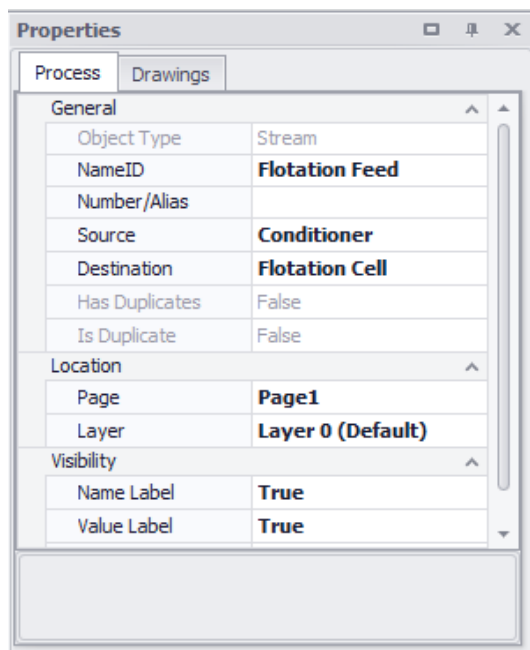 Properties
Process Drawings
General
Object Type Stream
NameID Flotation Feed
Number/Alias
Source Conditioner
Destination Flotation Cell
Has Duplicates False
Is Duplicate False
Location
Page Page1
Layer Layer 0 (Default)
Visibility
Name Label True
Value Label True